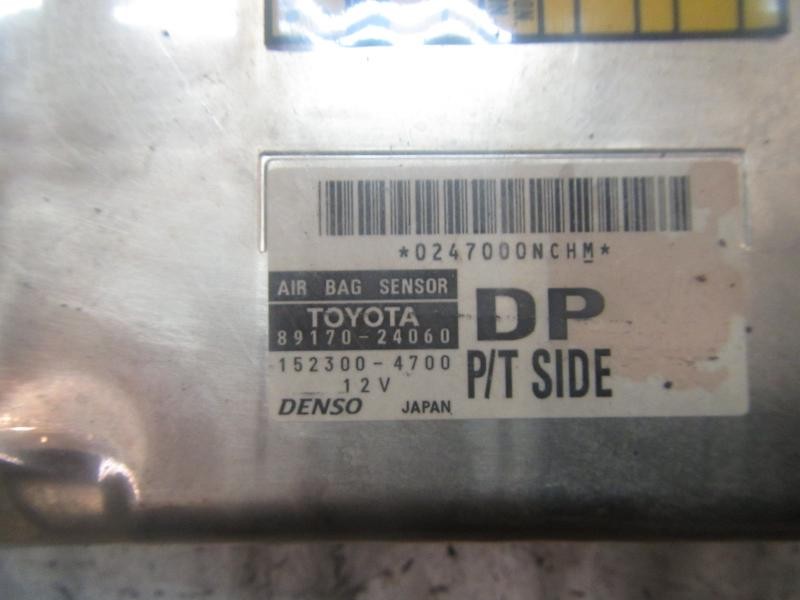 *0247000NCHM*
AIR BAG SENSOR
TOYOTA
89170-24060
DP
152300-4700
P/T SIDE
12V
DENSO JAPAN